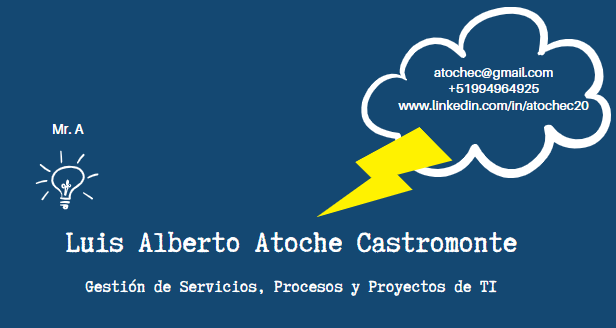 atochec@gmail.com
+51994964925
www.linkedin.com/in/atochec20
Mr. A
Luis Alberto Atoche Castromonte
Gestión de Servicios, Procesos y Proyectos de TI